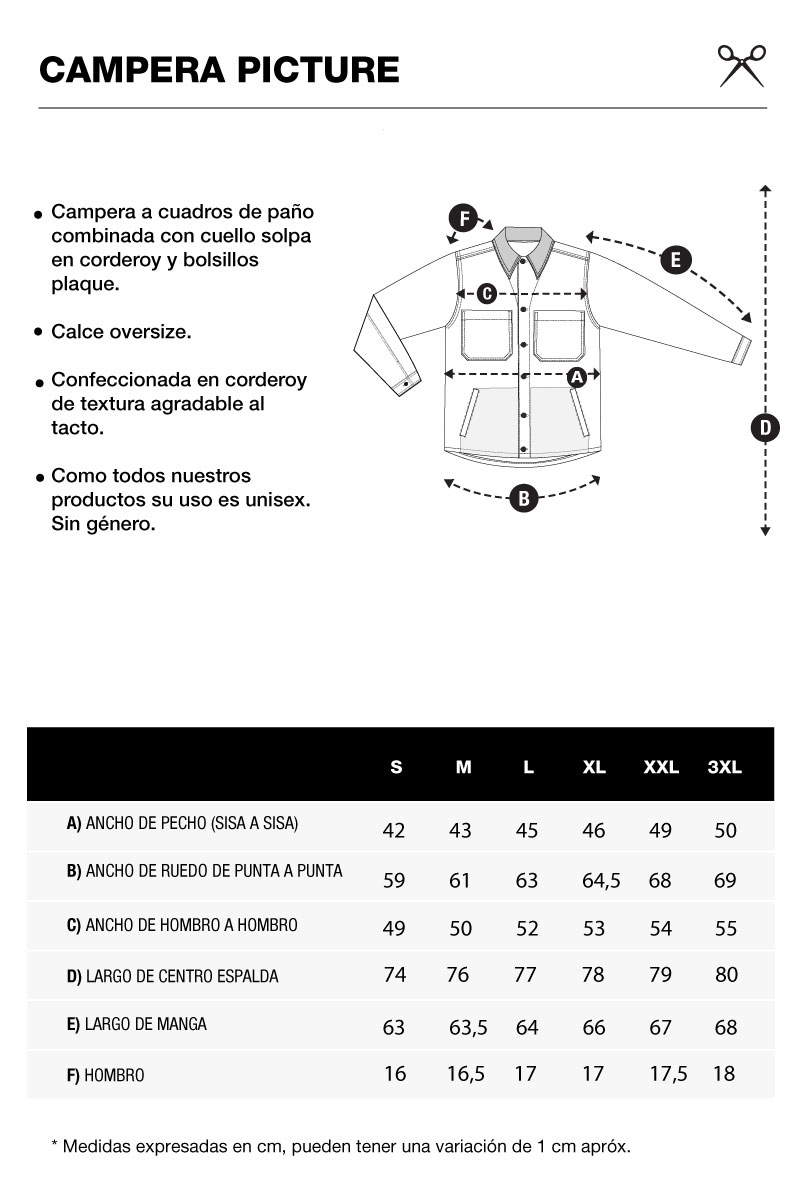 CAMPERA PICTURE
Campera a cuadros de paño
combinada con cuello solpa
en corderoy y bolsillos
plaque.
Calce oversize.
Confeccionada en corderoy
de textura agradable al
tacto.
Como todos nuestros
productos su uso es unisex.
Sin género.
F
E
C
A
D
B
S M L XL XXL 3XL
A) ANCHO DE PECHO (SISA A SISA) 42 43 45 46 49 50
B) ANCHO DE RUEDO DE PUNTA A PUNTA 59 61 63 64,5 68 69
C) ANCHO DE HOMBRO A HOMBRO 49 50 52 53 54 55
D) LARGO DE CENTRO ESPALDA 74 76 77 78 79 80
E) LARGO DE MANGA 63 63,5 64 66 67 68
F) HOMBRO 16 16,5 17 17 17,5 18
* Medidas expresadas en cm, pueden tener una variación de 1 cm apróx.